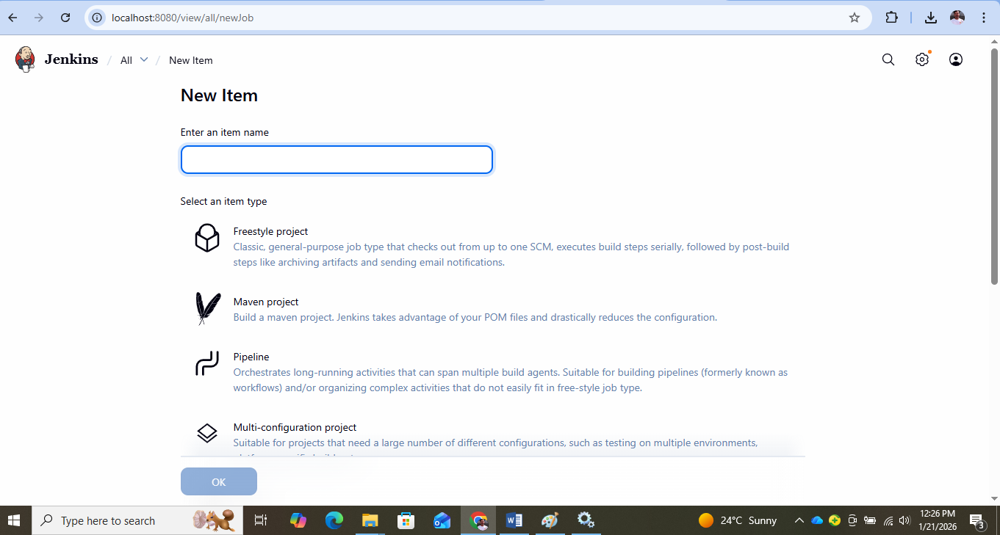 localhost:8080/view/all/newJob
Jenkins / All / New Item
New Item
Enter an item name
Select an item type
Freestyle project
Classic, general-purpose job type that checks out from up to one SCM, executes build steps serially, followed by post-build
steps like archiving artifacts and sending email notifications.
Maven project
Build a maven project. Jenkins takes advantage of your POM files and drastically reduces the configuration.
Pipeline
Orchestrates long-running activities that can span multiple build agents. Suitable for building pipelines (formerly known as
workflows) and/or organizing complex activities that do not easily fit in free-style job type.
Multi-configuration project
Suitable for projects that need a large number of different configurations, such as testing on multiple environments,
OK
Type here to search
24°C Sunny
12:26 PM
1/21/2026
3